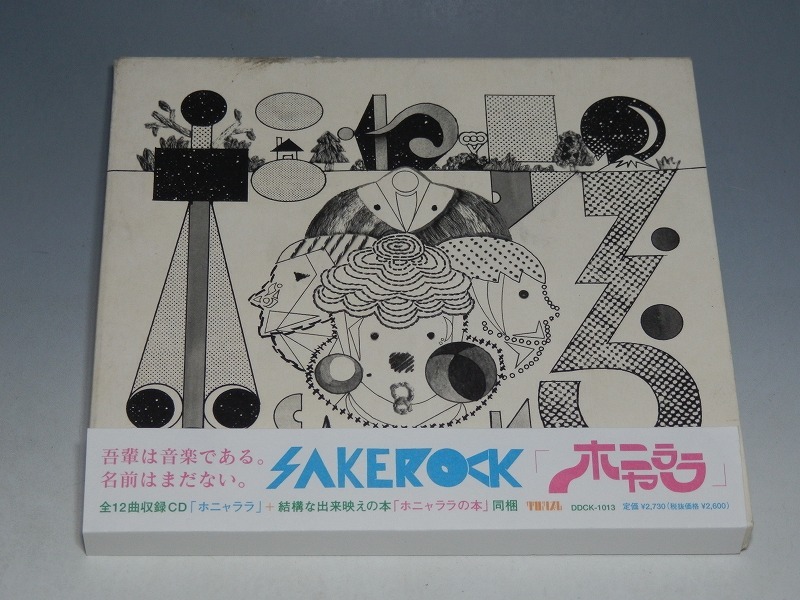 吾輩は音楽である。
名前はまだない。
SAKEROCK「ホニャララ」
全12曲収録CD「ホニャララ」+結構な出来映えの本「ホニャララの本」同梱 DDCK-1013 定価¥2,730(税抜価格¥2,600)